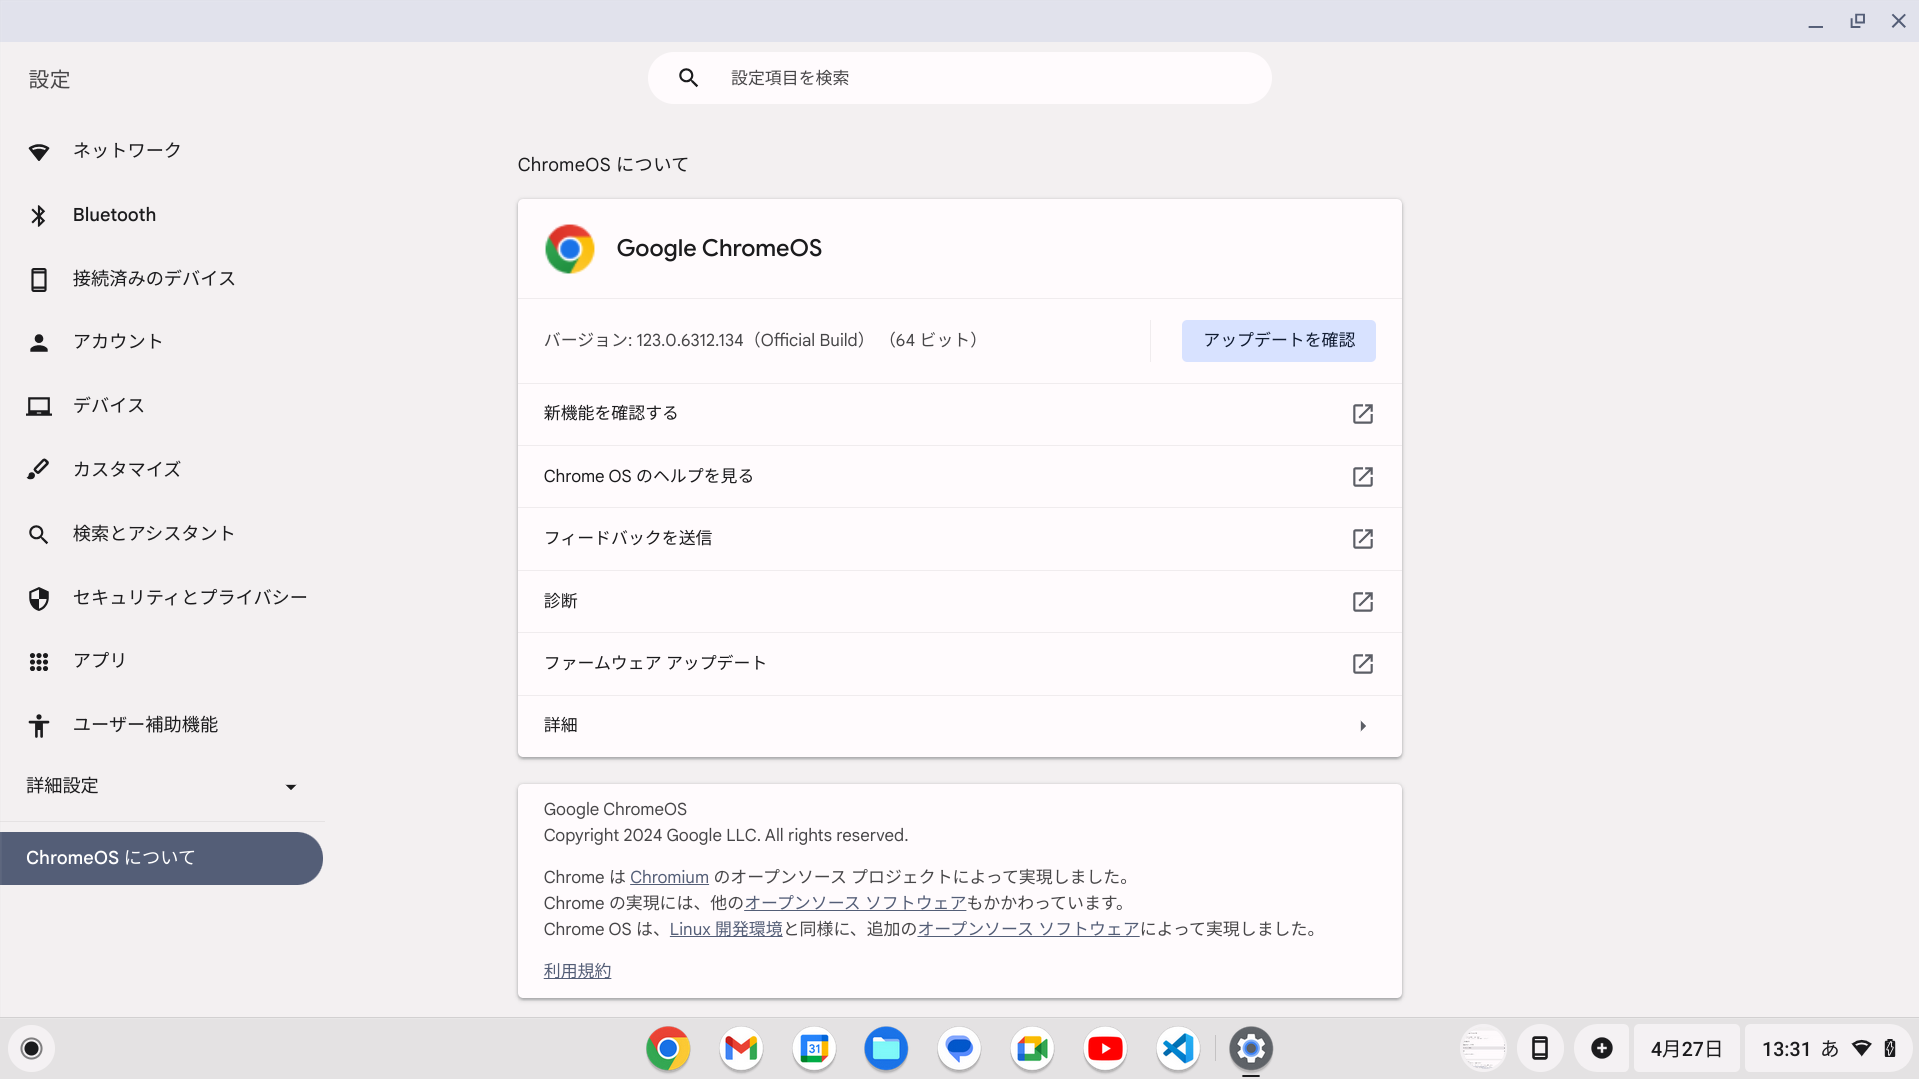 設定
設定項目を検索
ネットワーク
Bluetooth
接続済みのデバイス
アカウント
デバイス
カスタマイズ
検索とアシスタント
セキュリティとプライバシー
アプリ
ユーザー補助機能
詳細設定
ChromeOS について
ChromeOS について
Google ChromeOS
バージョン: 123.0.6312.134（Official Build） （64 ビット）
アップデートを確認
新機能を確認する
Chrome OS のヘルプを見る
フィードバックを送信
診断
ファームウェア アップデート
詳細
Google ChromeOS
Copyright 2024 Google LLC. All rights reserved.
Chrome は Chromium のオープンソース プロジェクトによって実現しました。
Chrome の実現には、他のオープンソース ソフトウェアもかかわっています。
Chrome OS は、Linux 開発環境と同様に、追加のオープンソース ソフトウェアによって実現しました。
利用規約
31
4月27日
13:31 あ